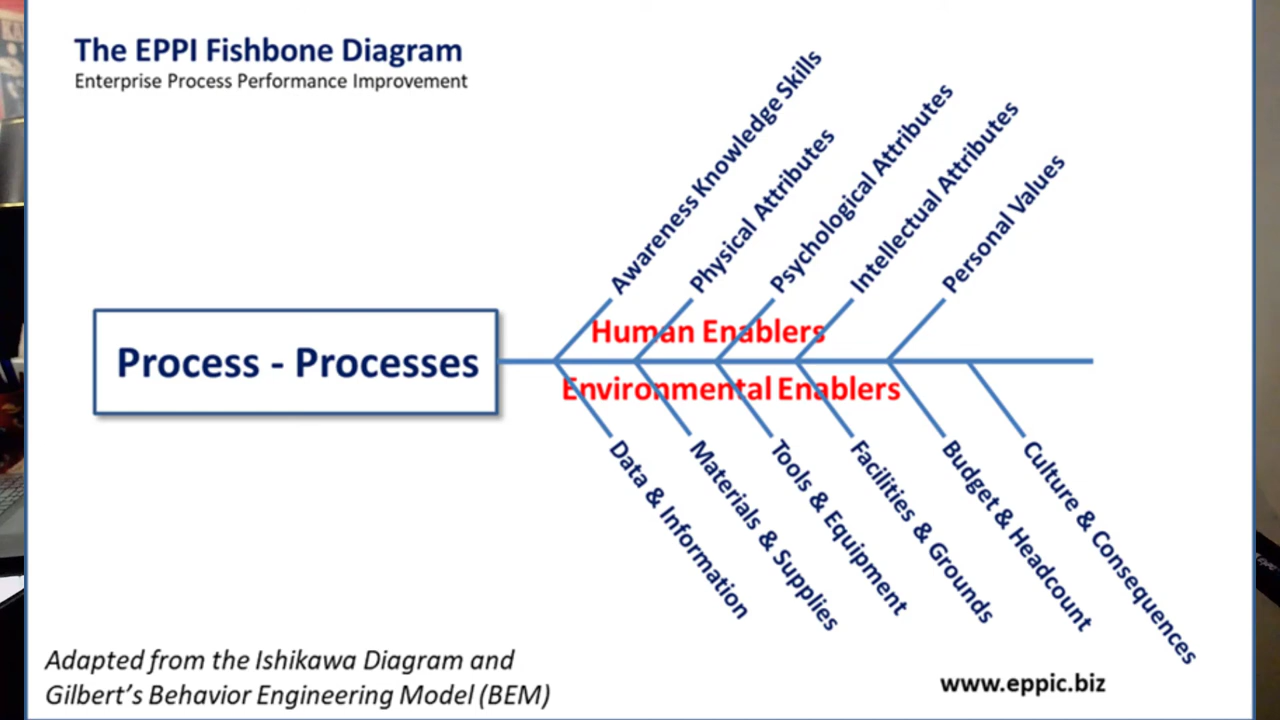 The EPPI Fishbone Diagram
Enterprise Process Performance Improvement
Awareness Knowledge Skills
Physical Attributes
Psychological Attributes
Intellectual Attributes
Personal Values
Human Enablers
Process - Processes
Environmental Enablers
Data & Information
Materials & Supplies
Tools & Equipment
Facilities & Grounds
Budget & Headcount
Culture & Consequences
Adapted from the Ishikawa Diagram and
Gilbert's Behavior Engineering Model (BEM)
www.eppic.biz